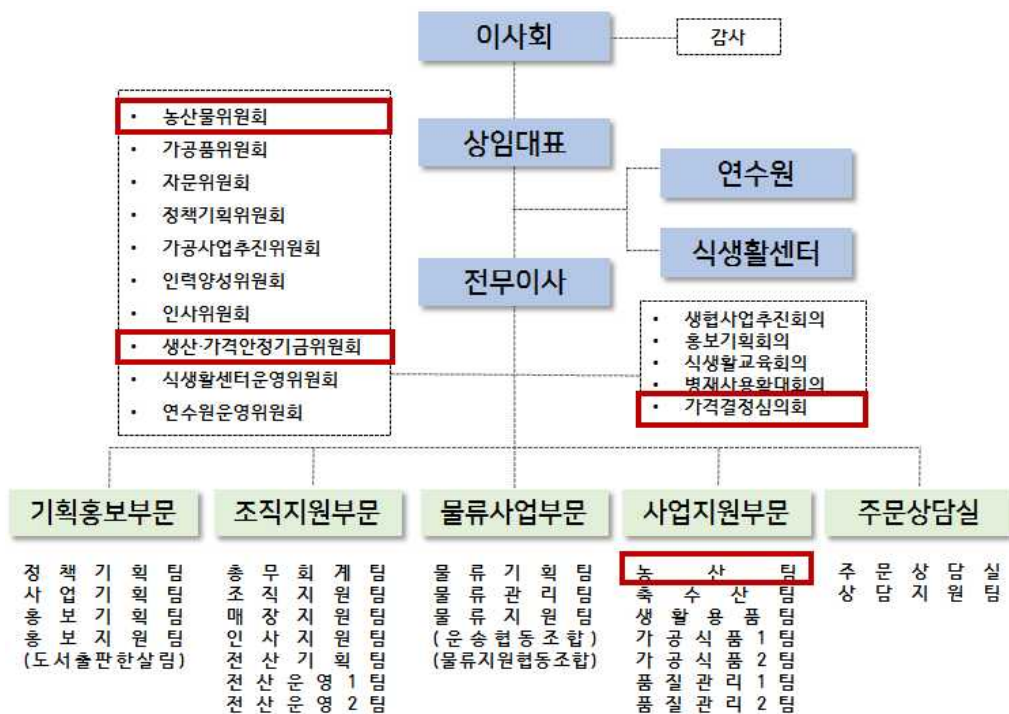 이사회
감사
• 농산물위원회
• 가공품위원회
• 자문위원회
• 정책기획위원회
• 가공사업추진위원회
• 인력양성위원회
• 인사위원회
• 생산·가격안정기금위원회
• 식생활센터운영위원회
• 연수원운영위원회
상임대표
연수원
식생활센터
전무이사
• 생협사업추진회의
• 홍보기획회의
• 식생활교육회의
• 병재사용확대회의
• 가격결정심의회
기획홍보부문
정책기획팀
사업기획팀
홍보기획팀
홍보지원팀
(도서출판한살림)
조직지원부문
총무회계팀
조직지원팀
매장지원팀
인사지원팀
전산기획팀
전산운영1팀
전산운영2팀
물류사업부문
물류기획팀
물류관리팀
물류지원팀
(운송협동조합)
(물류지원협동조합)
사업지원부문
농산팀
축수산팀
생활용품팀
가공식품1팀
가공식품2팀
품질관리1팀
품질관리2팀
주문상담실
주문상담실
상담지원팀